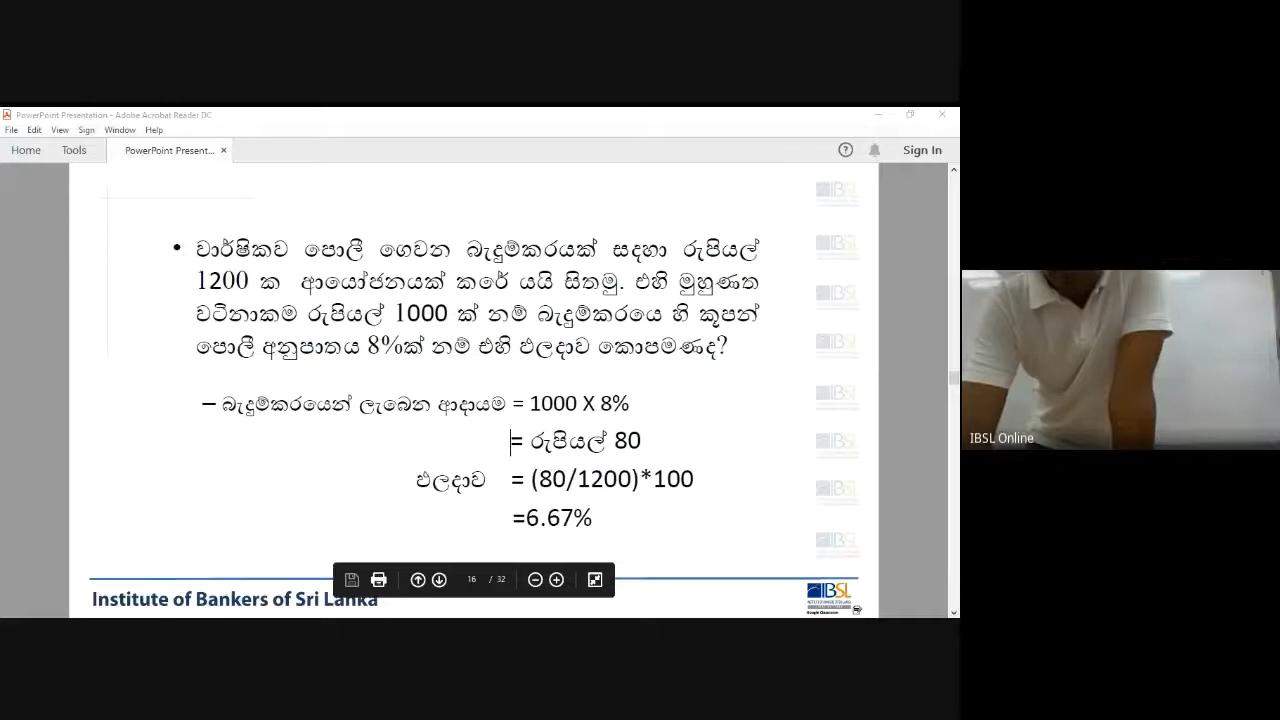 PowerPoint Presentation - Adobe Acrobat Reader DC
File Edit View Sign Window Help
Home Tools PowerPoint Present... × Sign In
• වාර්ෂිකව පොලී ගෙවන බැඳුම්කරයක් සඳහා රුපියල්
1200 ක ආයෝජනයක් කරේ යයි සිතමු. එහි මුහුණත
වටිනාකම රුපියල් 1000 ක් නම් බැඳුම්කරයෙ හි කූපන්
පොලී අනුපාතය 8%ක් නම් එහි ඵලදාව කොපමණද?
– බැඳුම්කරයෙන් ලැබෙන ආදායම = 1000 X 8%
= රුපියල් 80
ඵලදාව = (80/1200)*100
=6.67%
16 / 32
Institute of Bankers of Sri Lanka
IBSL
IBSL Online